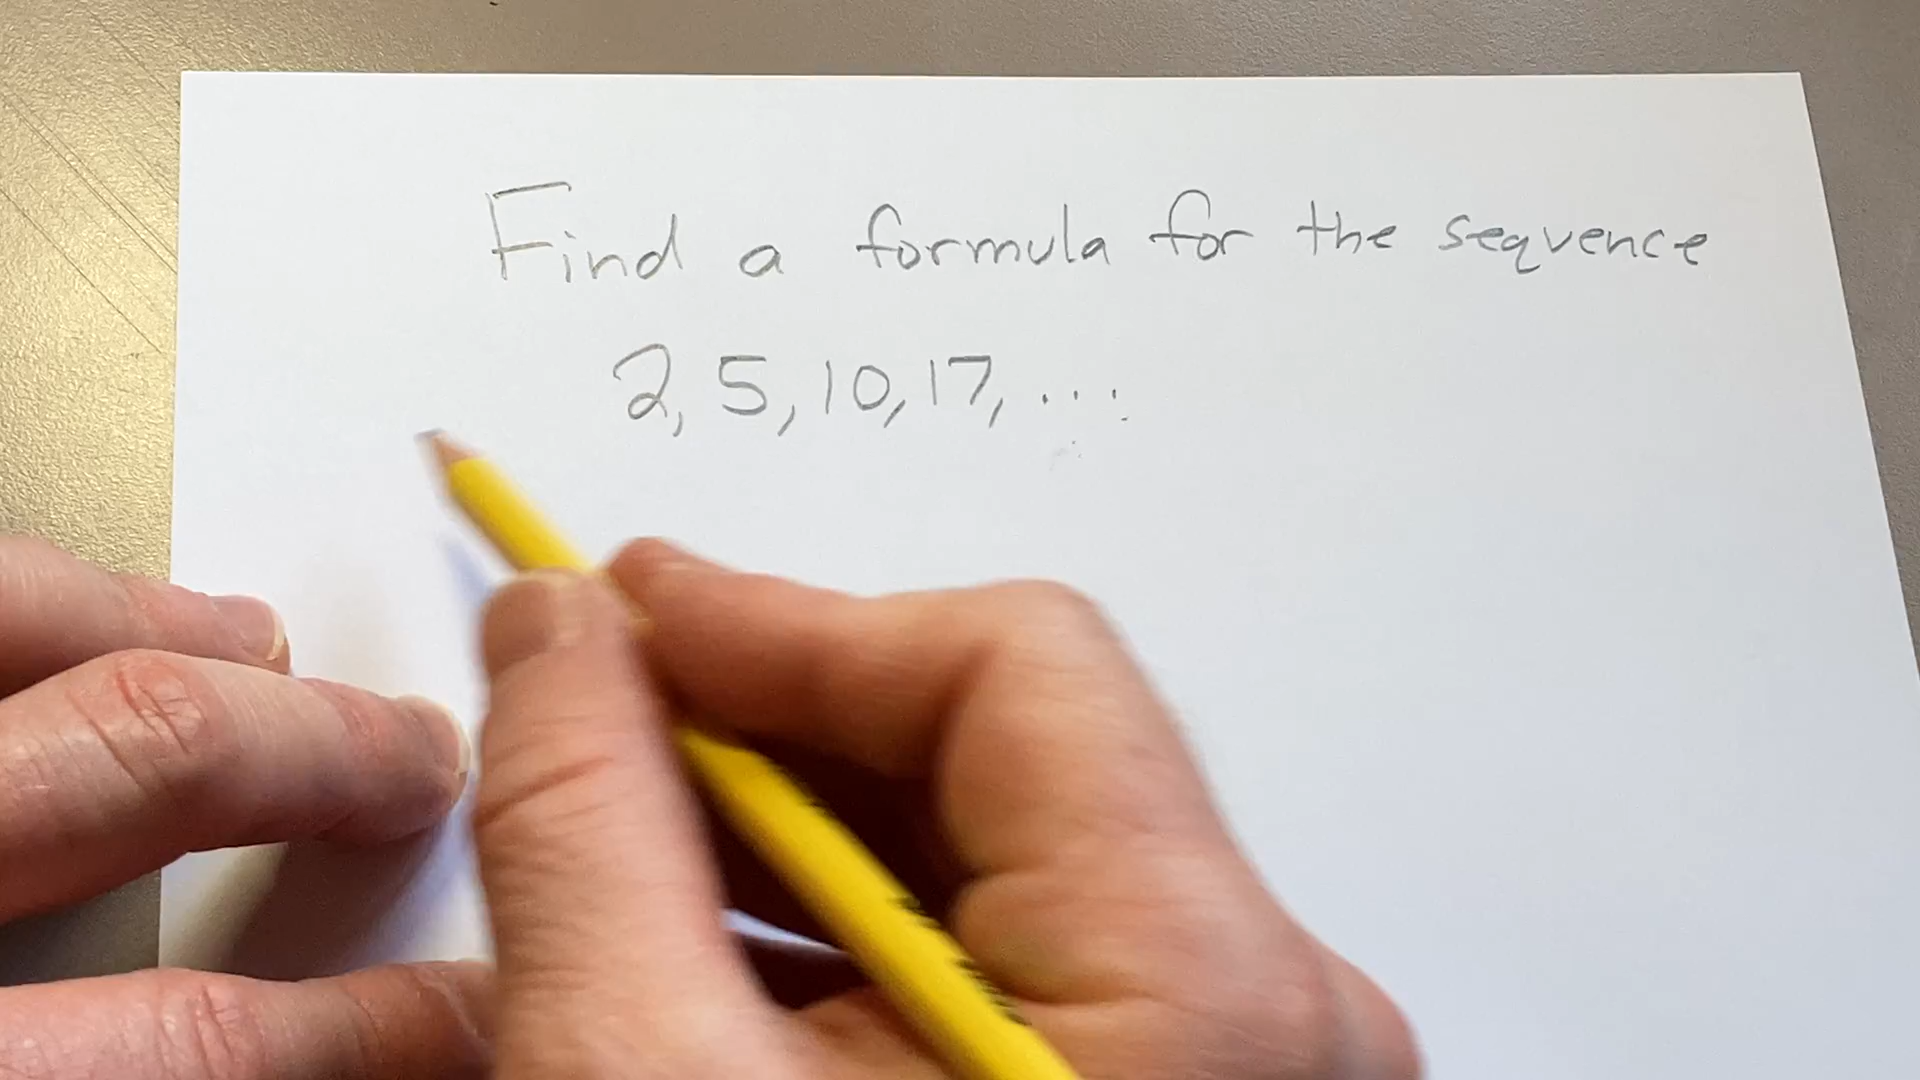 Find a formula for the sequence
2, 5, 10, 17, ...